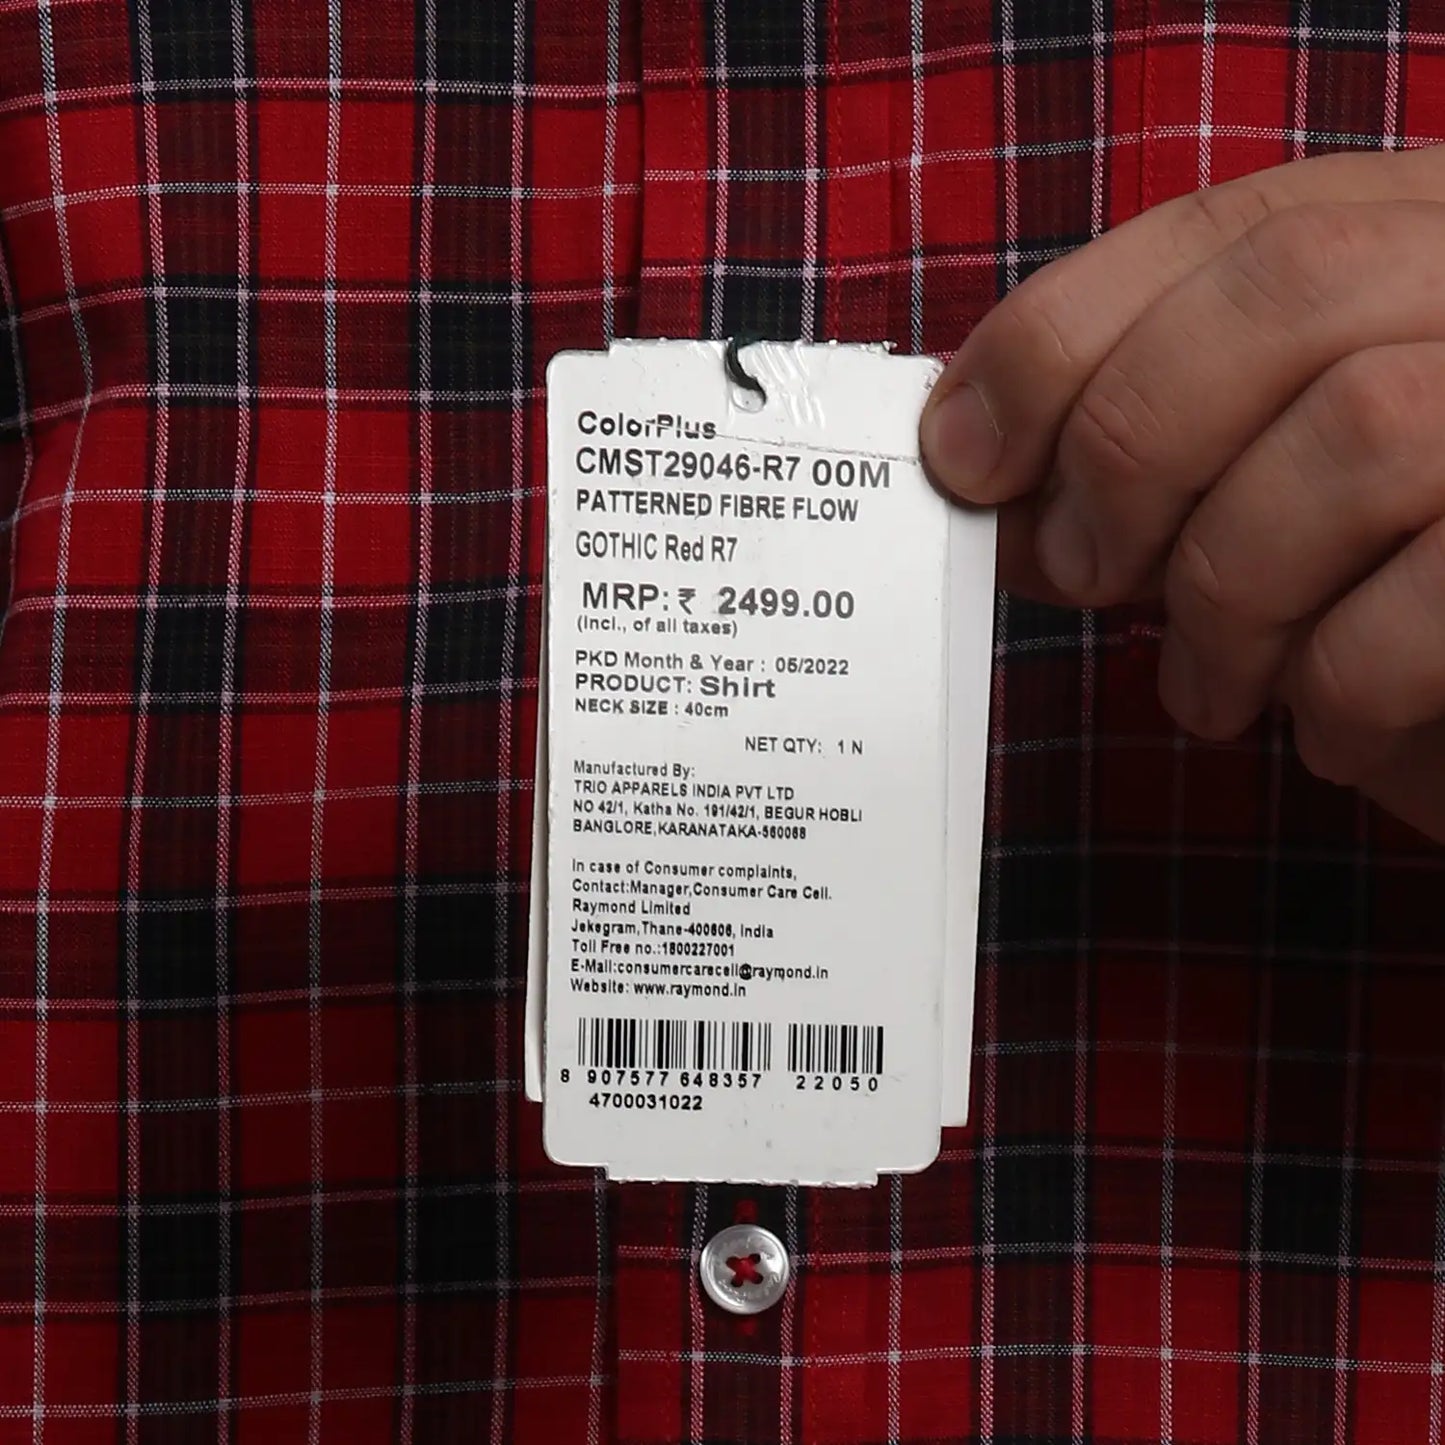 ColorPlus
CMST29046-R7 00M
PATTERNED FIBRE FLOW
GOTHIC Red R7
MRP: ₹ 2499.00
(Incl., of all taxes)
PKD Month & Year : 05/2022
PRODUCT: Shirt
NECK SIZE : 40cm
NET QTY: 1 N
Manufactured By:
TRIO APPARELS INDIA PVT LTD
NO 42/1, Katha No. 191/42/1, BEGUR HOBLI
BANGLORE,KARANATAKA-560068
In case of Consumer complaints,
Contact:Manager,Consumer Care Cell.
Raymond Limited
Jekegram,Thane-400606, India
Toll Free no.:1800227001
E-Mail:consumercarecell@raymond.in
Website: www.raymond.in
8 907577 648357 22050
4700031022